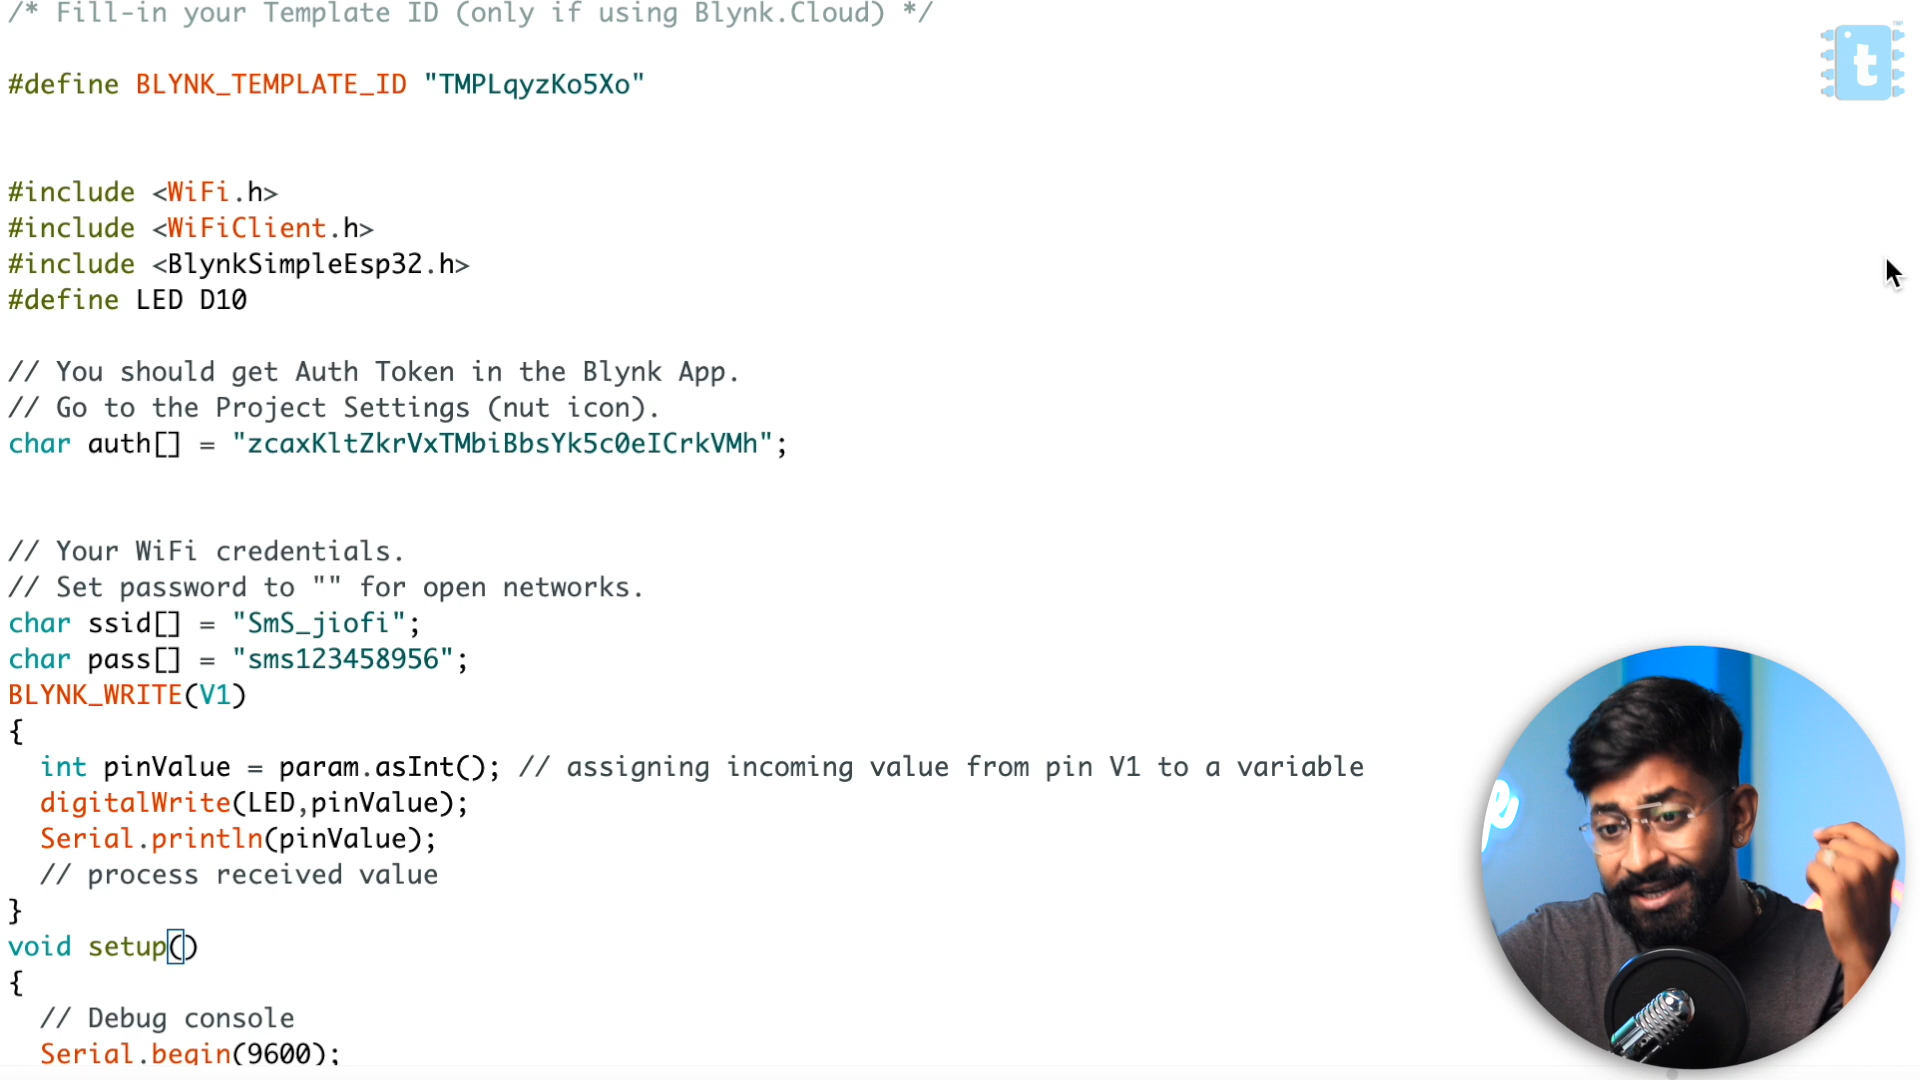 /* Fill-in your Template ID (only if using Blynk.Cloud) */
#define BLYNK_TEMPLATE_ID "TMPLqyzKo5Xo"
#include <WiFi.h>
#include <WiFiClient.h>
#include <BlynkSimpleEsp32.h>
#define LED D10
// You should get Auth Token in the Blynk App.
// Go to the Project Settings (nut icon).
char auth[] = "zcaxKltZkrVxTMbiBbsYk5c0eICrkVMh";
// Your WiFi credentials.
// Set password to "" for open networks.
char ssid[] = "SmS_jiofi";
char pass[] = "sms123458956";
BLYNK_WRITE(V1)
{
  int pinValue = param.asInt(); // assigning incoming value from pin V1 to a variable
  digitalWrite(LED,pinValue);
  Serial.println(pinValue);
  // process received value
}
void setup()
{
  // Debug console
  Serial.begin(9600);
t
TM